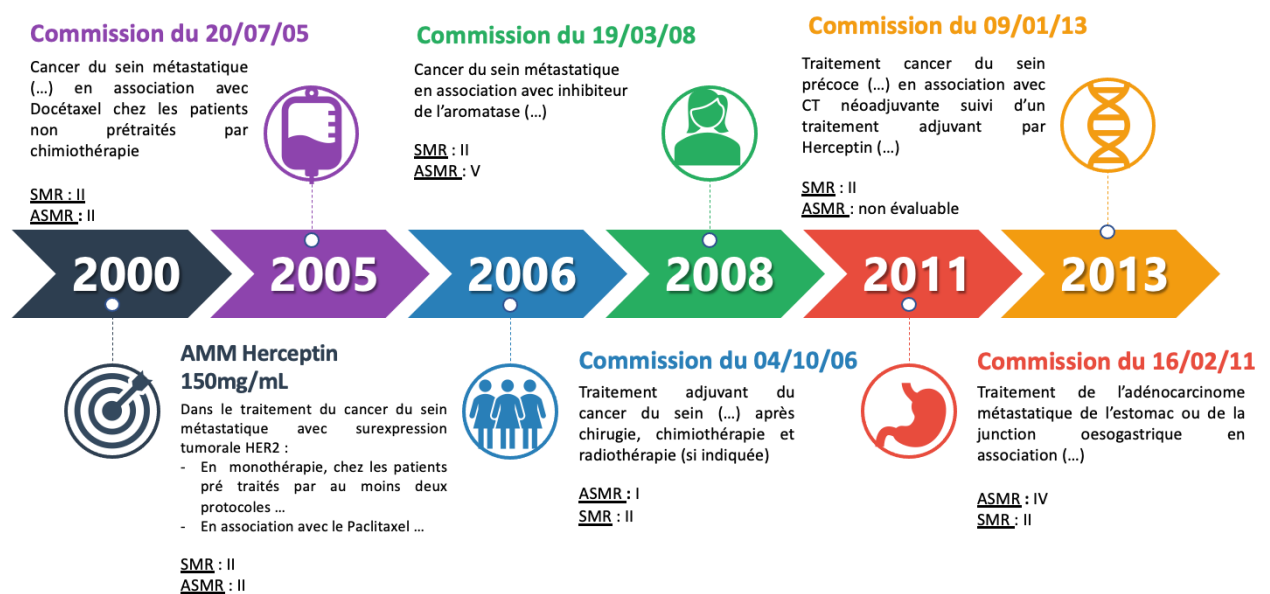 Commission du 20/07/05
Cancer du sein métastatique
(…) en association avec
Docétaxel chez les patients
non prétraités par
chimiothérapie
SMR : II
ASMR : II
Commission du 19/03/08
Cancer du sein métastatique
en association avec inhibiteur
de l’aromatase (…)
SMR : II
ASMR : V
Commission du 09/01/13
Traitement cancer du sein
précoce (…) en association avec
CT néoadjuvante suivi d’un
traitement adjuvant par
Herceptin (…)
SMR : II
ASMR : non évaluable
2000
2005
2006
2008
2011
2013
AMM Herceptin
150mg/mL
Dans le traitement du cancer du sein
métastatique avec surexpression
tumorale HER2 :
- En monothérapie, chez les patients
pré traités par au moins deux
protocoles …
- En association avec le Paclitaxel …
SMR : II
ASMR : II
Commission du 04/10/06
Traitement adjuvant du
cancer du sein (…) après
chirugie, chimiothérapie et
radiothérapie (si indiquée)
ASMR : I
SMR : II
Commission du 16/02/11
Traitement de l’adénocarcinome
métastatique de l’estomac ou de la
junction oesogastrique en
association (…)
ASMR : IV
SMR : II